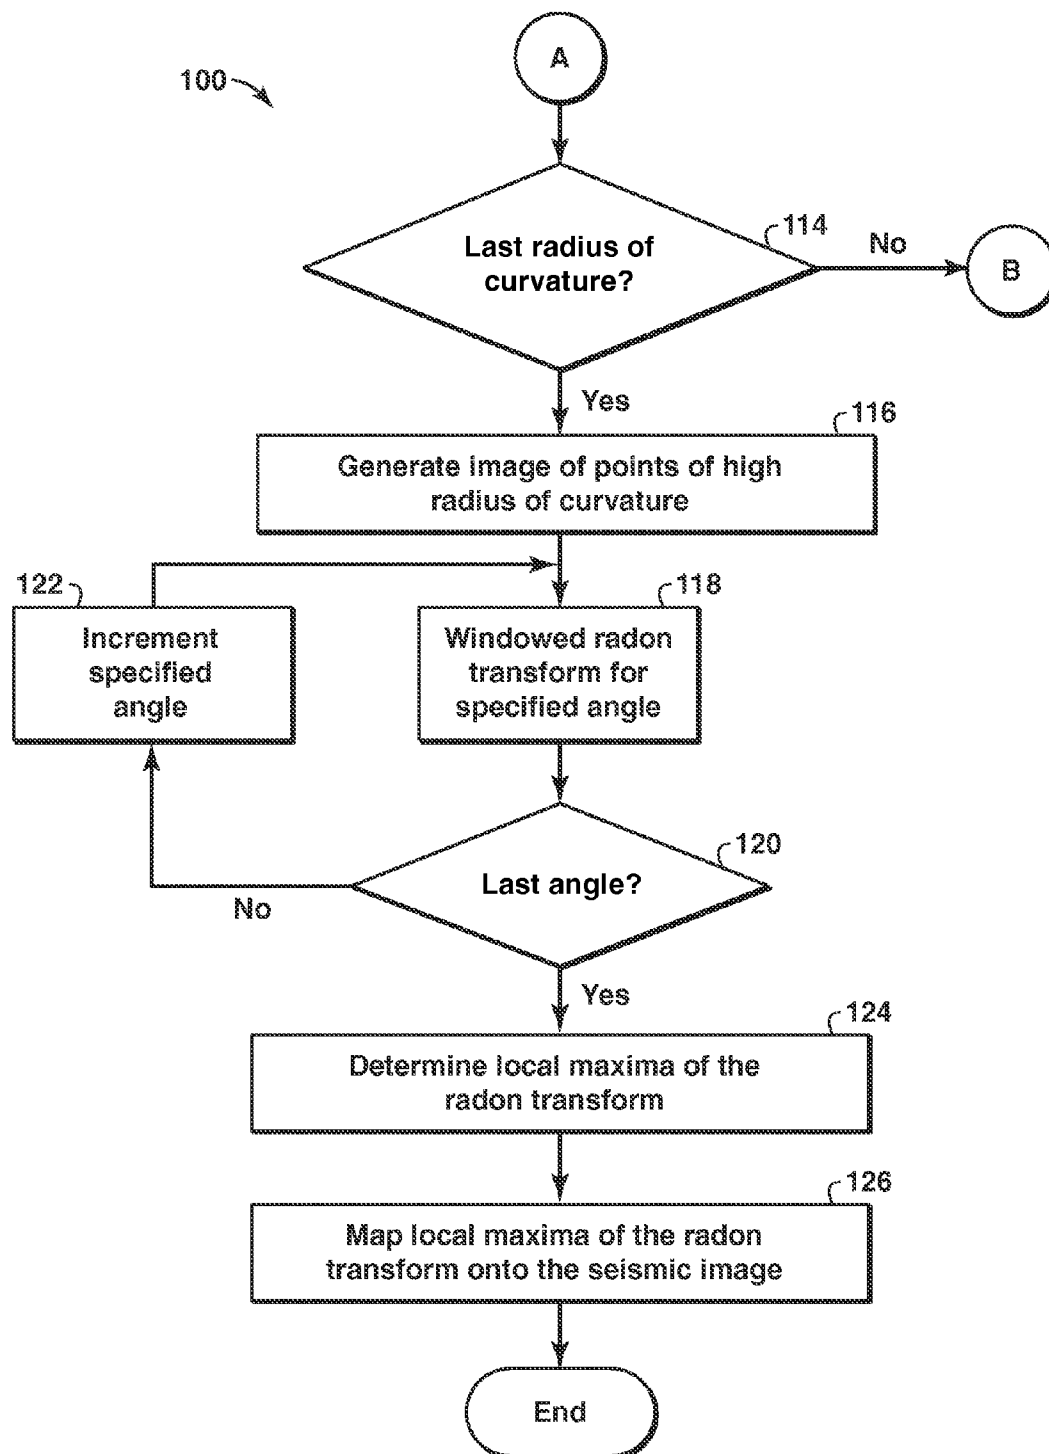 A
100
114
Last radius of
curvature?
No
B
Yes
116
Generate image of points of high
radius of curvature
122
118
Increment
specified
angle
Windowed radon
transform for
specified angle
120
Last angle?
No
Yes
124
Determine local maxima of the
radon transform
126
Map local maxima of the radon
transform onto the seismic image
End